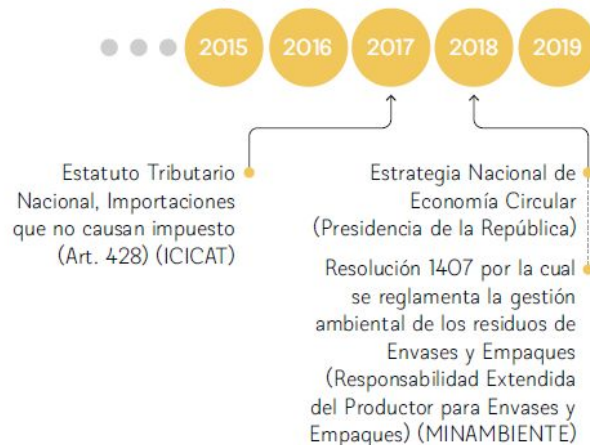 2015 2016 2017 2018 2019
Estatuto Tributario
Nacional, Importaciones
que no causan impuesto
(Art. 428) (ICICAT)
Estrategia Nacional de
Economía Circular
(Presidencia de la República)
Resolución 1407 por la cual
se reglamenta la gestión
ambiental de los residuos de
Envases y Empaques
(Responsabilidad Extendida
del Productor para Envases y
Empaques) (MINAMBIENTE)